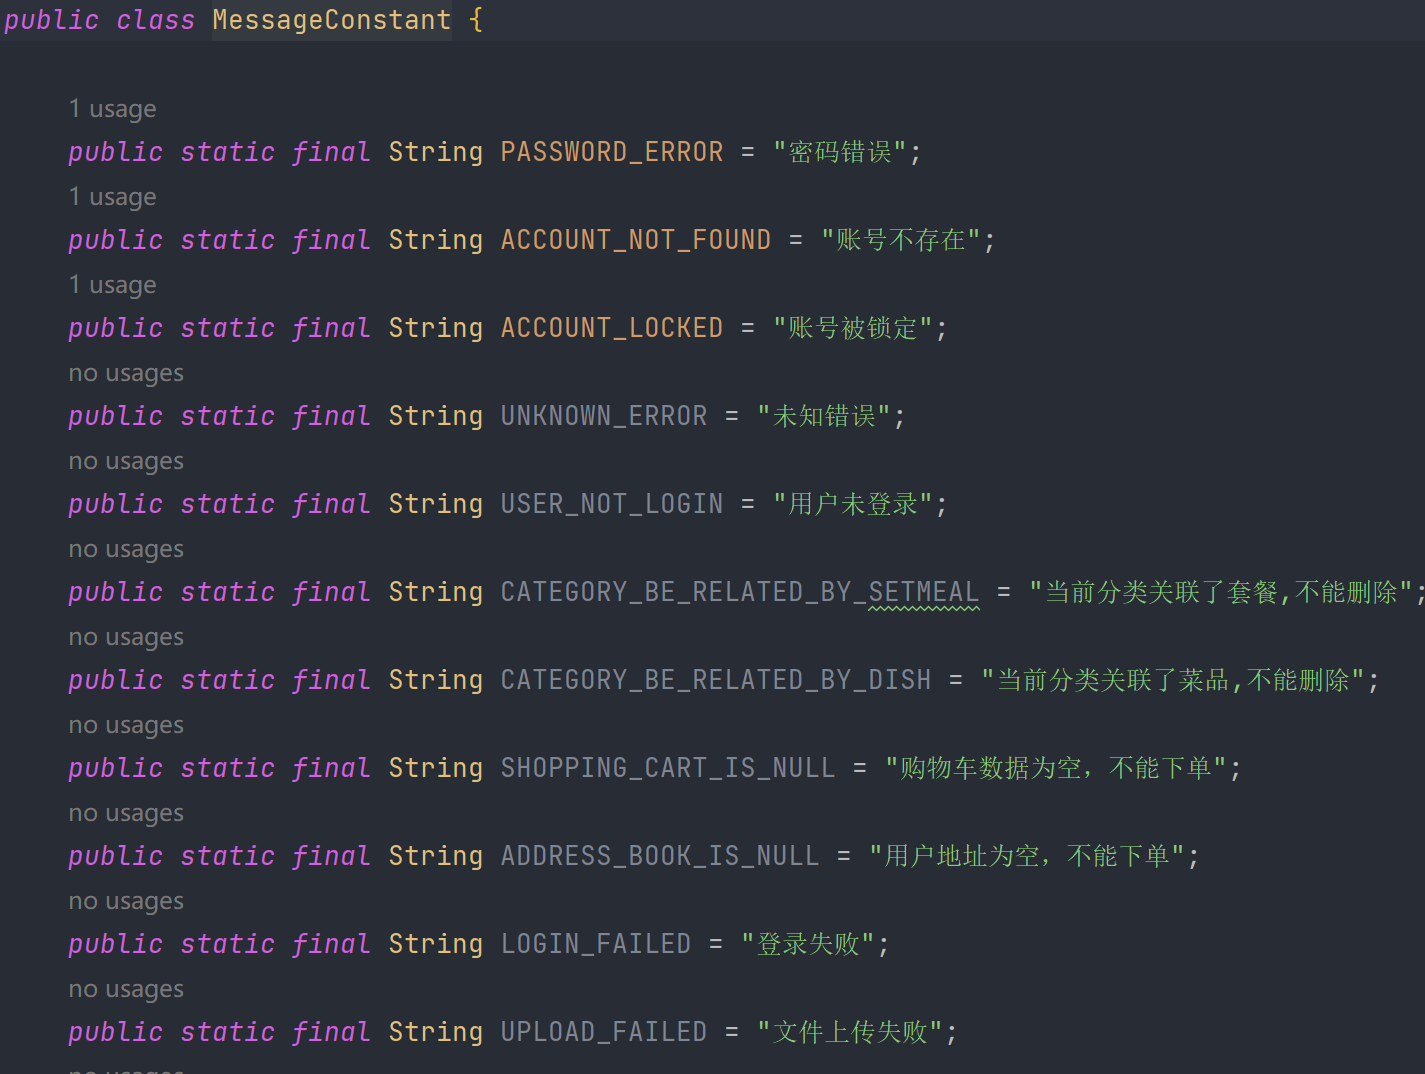 public class MessageConstant {
1 usage
public static final String PASSWORD_ERROR = "密码错误";
1 usage
public static final String ACCOUNT_NOT_FOUND = "账号不存在";
1 usage
public static final String ACCOUNT_LOCKED = "账号被锁定";
no usages
public static final String UNKNOWN_ERROR = "未知错误";
no usages
public static final String USER_NOT_LOGIN = "用户未登录";
no usages
public static final String CATEGORY_BE_RELATED_BY_SETMEAL = "当前分类关联了套餐,不能删除";
no usages
public static final String CATEGORY_BE_RELATED_BY_DISH = "当前分类关联了菜品,不能删除";
no usages
public static final String SHOPPING_CART_IS_NULL = "购物车数据为空，不能下单";
no usages
public static final String ADDRESS_BOOK_IS_NULL = "用户地址为空，不能下单";
no usages
public static final String LOGIN_FAILED = "登录失败";
no usages
public static final String UPLOAD_FAILED = "文件上传失败";
no usages